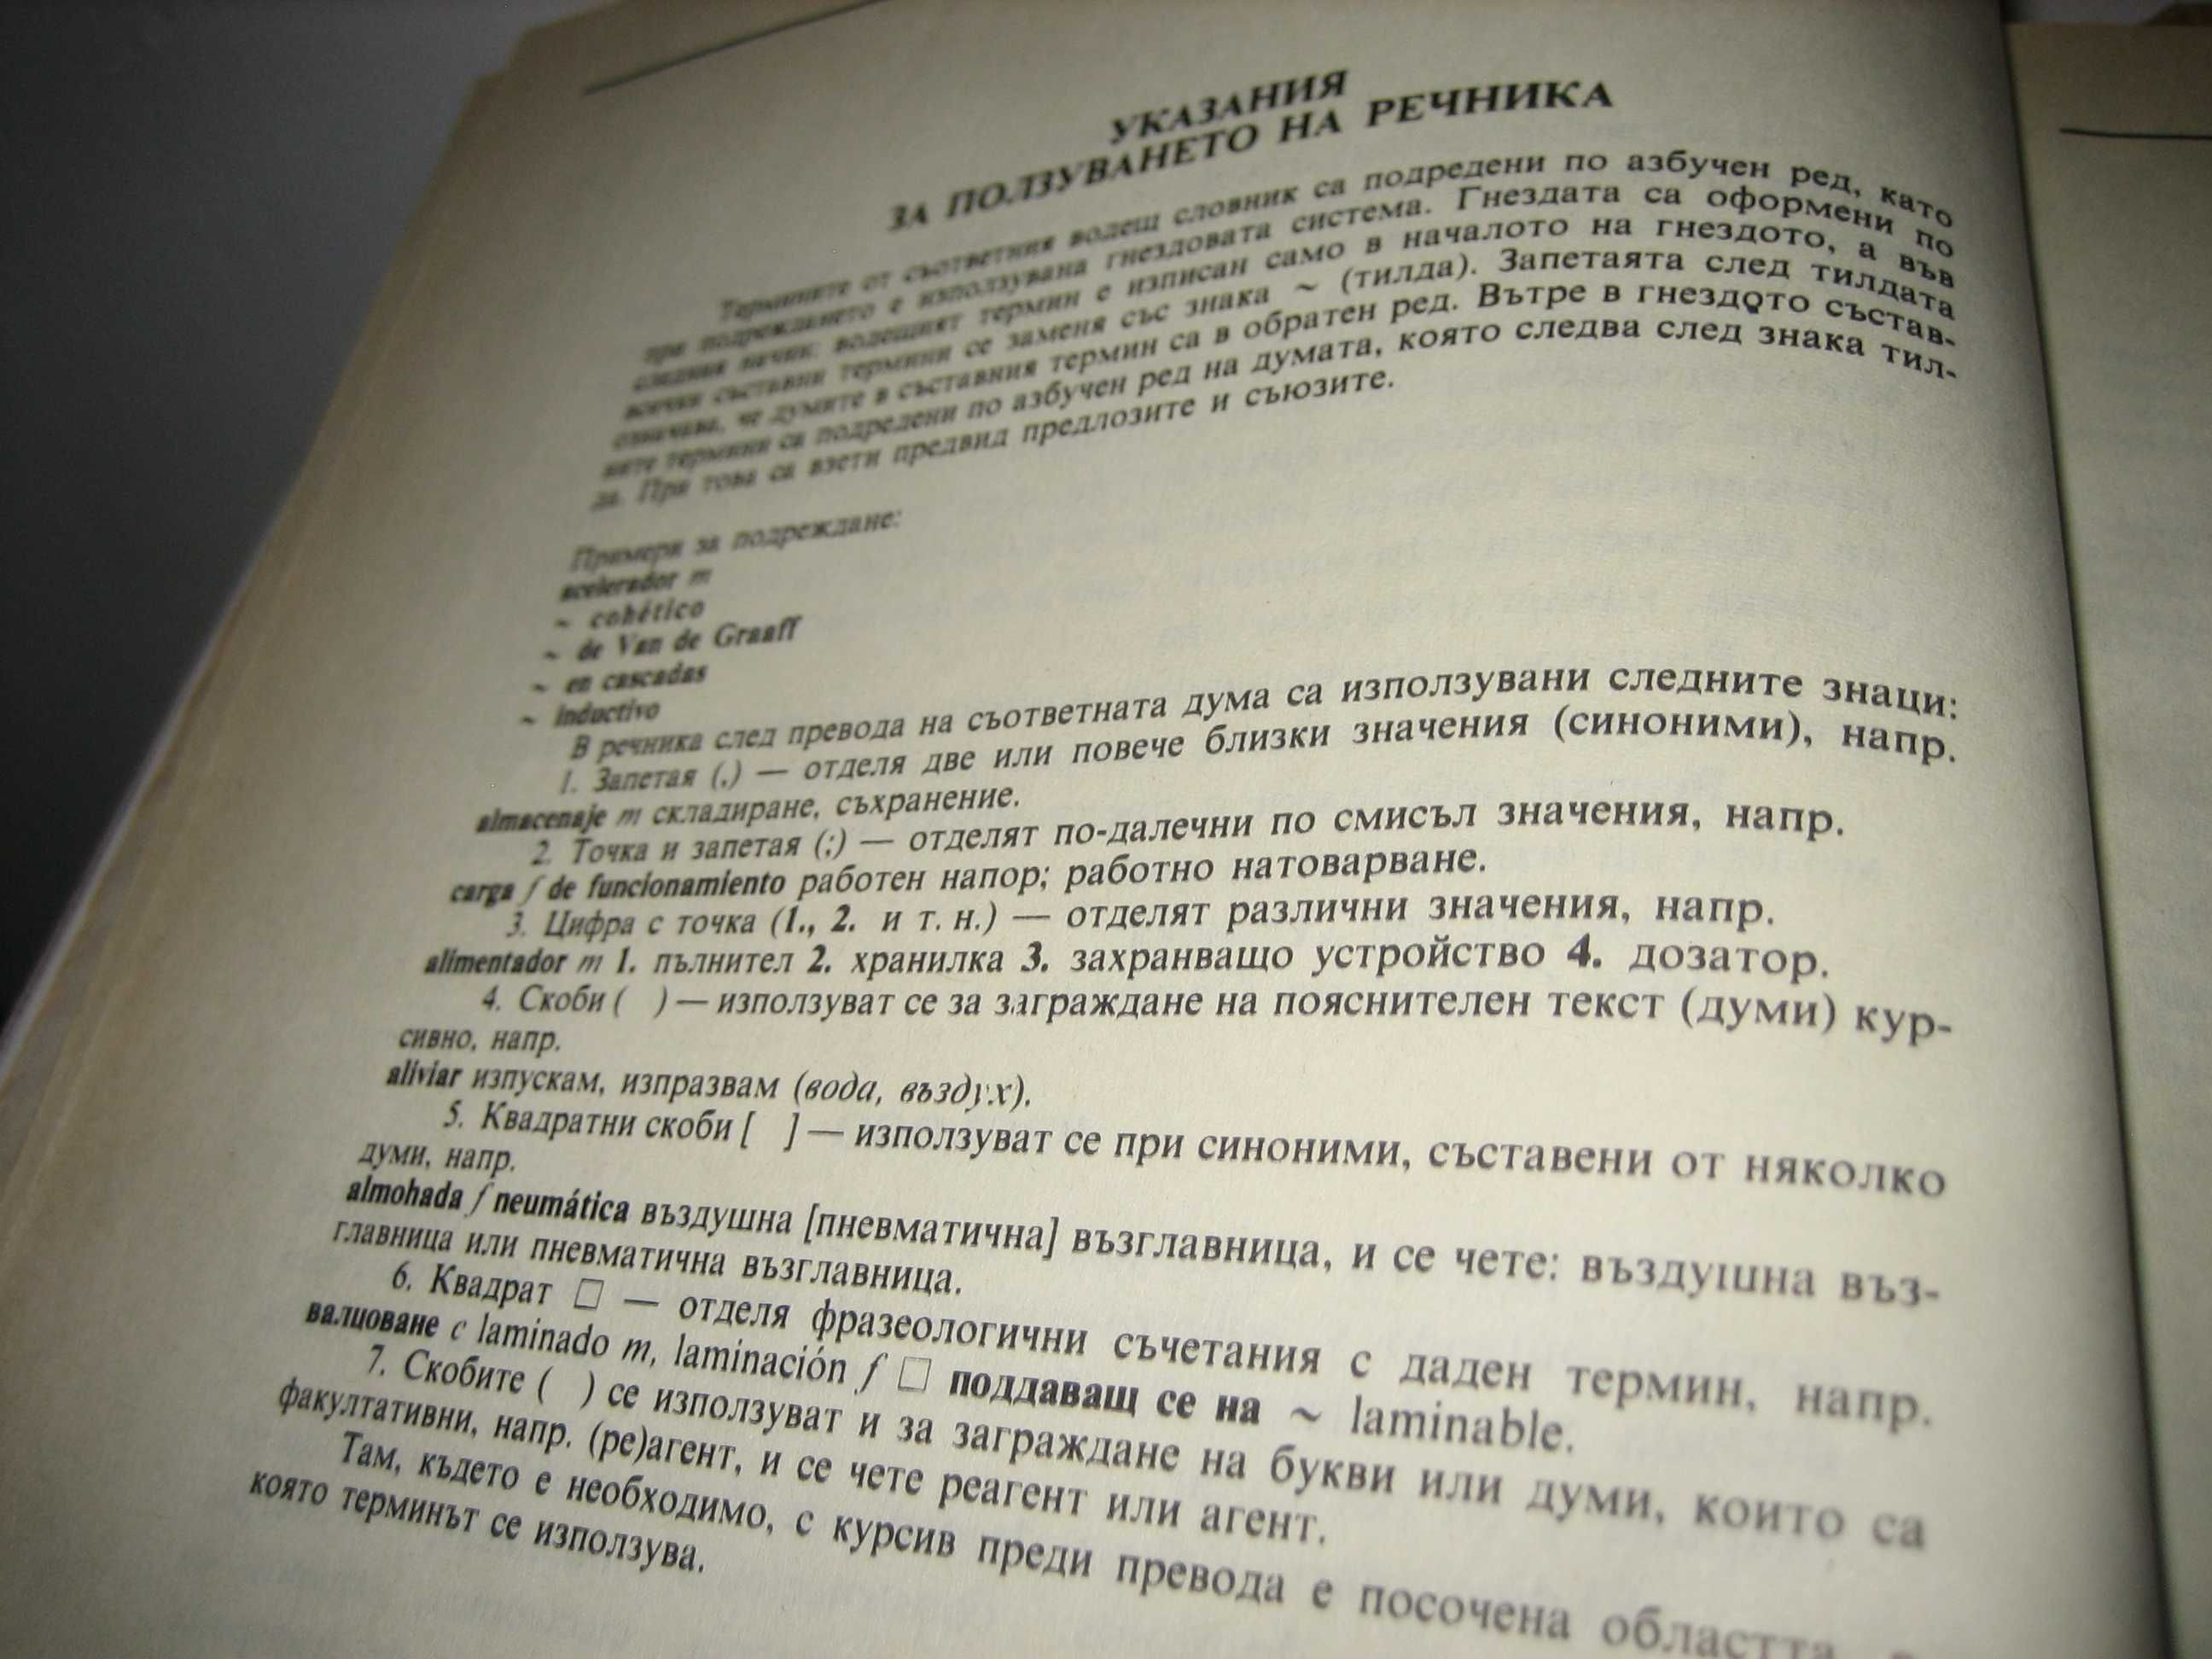 УКАЗАНИЯ
ЗА ПОЛЗУВАНЕТО НА РЕЧНИКА
Термините от съответния водещ словник са подредени по азбучен ред, като
при подреждането е използувана гнездовата система. Гнездата са оформени по
следния начин: водещият термин е изписан само в началото на гнездото, а във
всички съставни термини се заменя със знака ~ (тилда). Запетаята след тилдата
означава, че думите в съставния термин са в обратен ред. Вътре в гнездото състав-
ните термини са подредени по азбучен ред на думата, която следва след знака тил-
да. При това са взети предвид предлозите и съюзите.
Примери за подреждане:
acelerador m
~ cohético
~ de Van de Graaff
~ en cascadas
~ inductivo
В речника след превода на съответната дума са използувани следните знаци:
1. Запетая (,) — отделя две или повече близки значения (синоними), напр.
almacenaje m складиране, съхранение.
2. Точка и запетая (;) — отделят по-далечни по смисъл значения, напр.
carga f de funcionamiento работен напор; работно натоварване.
3. Цифра с точка (1., 2. и т. н.) — отделят различни значения, напр.
alimentador m 1. пълнител 2. хранилка 3. захранващо устройство 4. дозатор.
4. Скоби ( ) — използуват се за заграждане на пояснителен текст (думи) кур-
сивно, напр.
aliviar изпускам, изпразвам (вода, въздух).
5. Квадратни скоби [ ] — използуват се при синоними, съставени от няколко
думи, напр.
almohada f neumática въздушна [пневматична] възглавница, и се чете: въздушна въз-
главница или пневматична възглавница.
6. Квадрат □ — отделя фразеологични съчетания с даден термин, напр.
валцоване с laminado m, laminación f □ поддаващ се на ~ laminable.
7. Скобите ( ) се използуват и за заграждане на букви или думи, които са
факултативни, напр. (ре)агент, и се чете реагент или агент.
Там, където е необходимо, с курсив преди превода е посочена областта,
която терминът се използува.